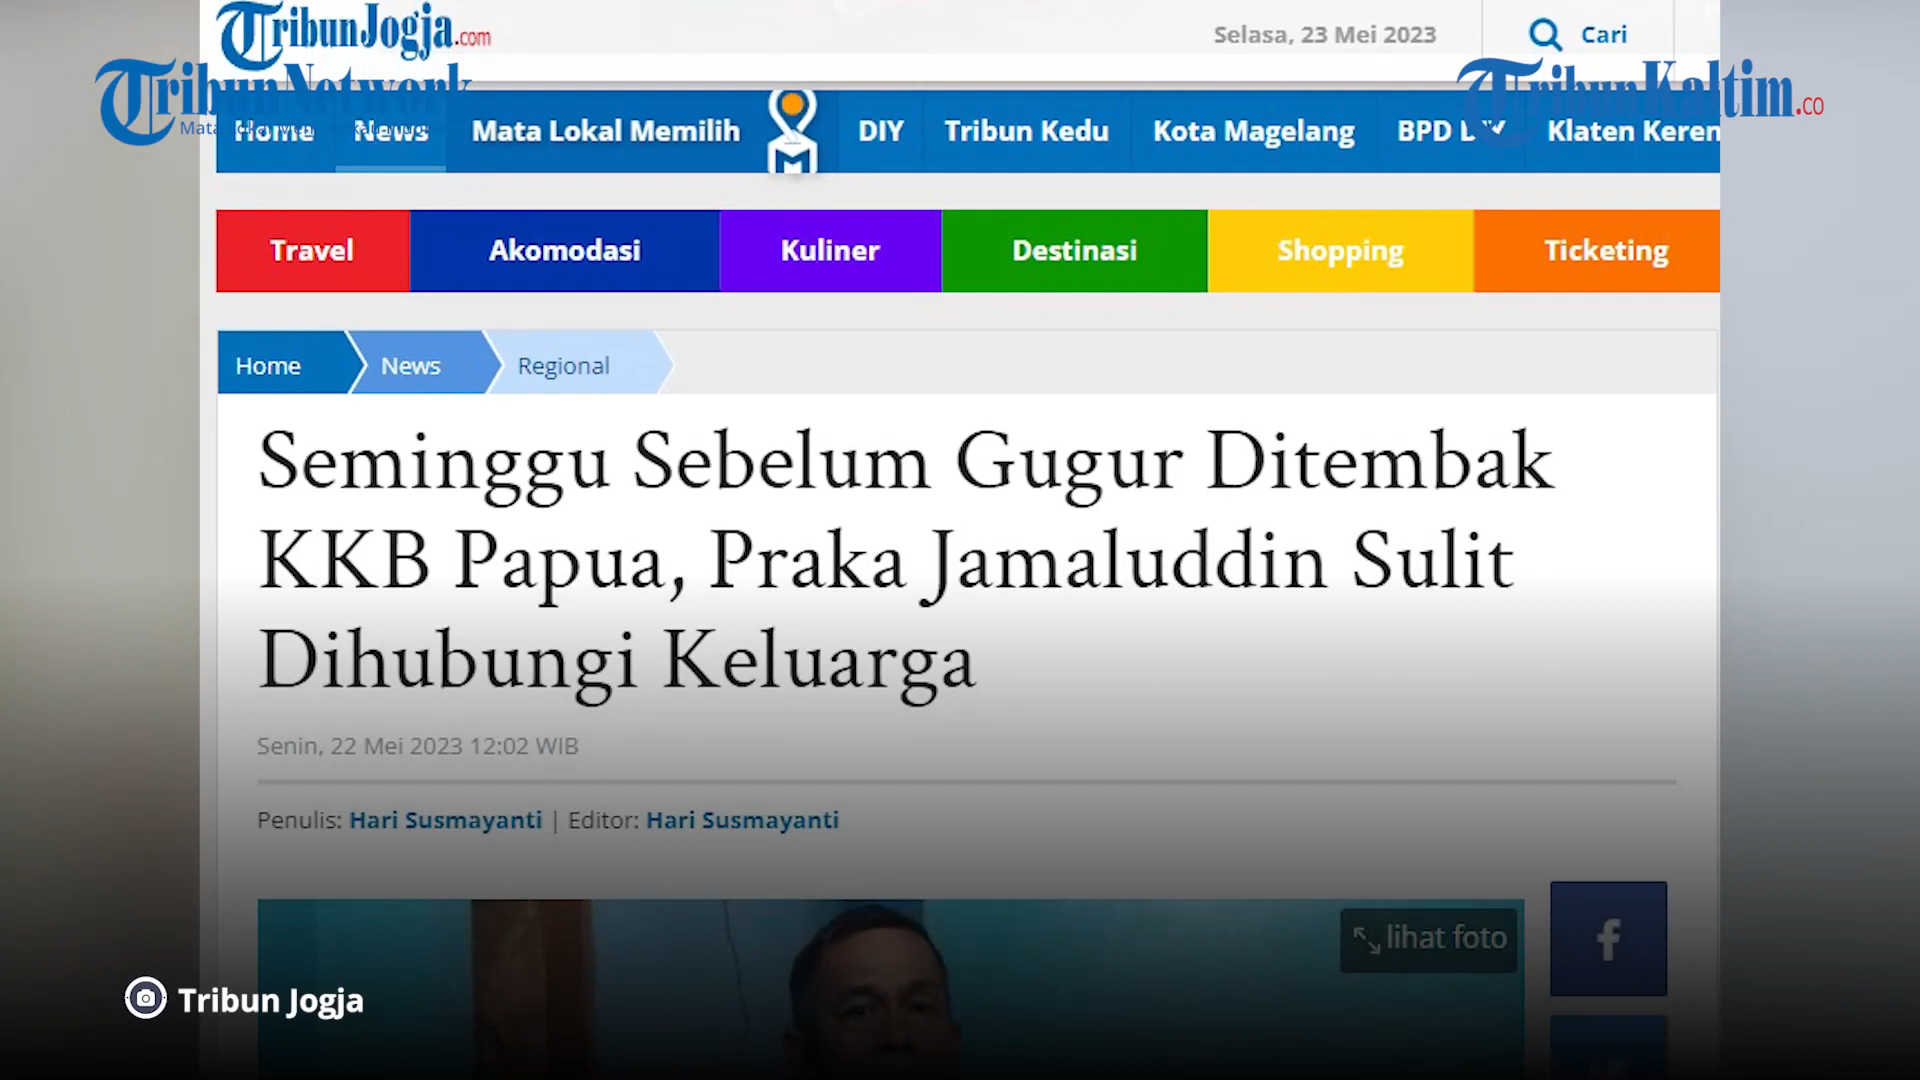 TribunJogja.com
Selasa, 23 Mei 2023
Cari
TribunNetwork
TribunKaltim.co
Home News Mata Lokal Memilih DIY Tribun Kedu Kota Magelang BPD Klaten Keren
Travel Akomodasi Kuliner Destinasi Shopping Ticketing
Home News Regional
Seminggu Sebelum Gugur Ditembak
KKB Papua, Praka Jamaluddin Sulit
Dihubungi Keluarga
Senin, 22 Mei 2023 12:02 WIB
Penulis: Hari Susmayanti | Editor: Hari Susmayanti
lihat foto
f
Tribun Jogja